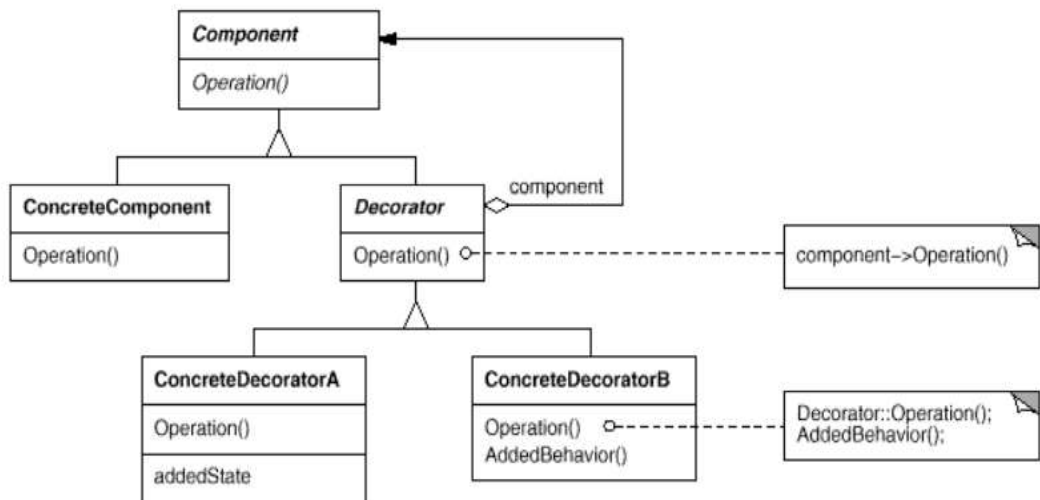 Component
Operation()
component
ConcreteComponent
Operation()
Decorator
Operation()
component->Operation()
ConcreteDecoratorA
Operation()
addedState
ConcreteDecoratorB
Operation()
AddedBehavior()
Decorator::Operation();
AddedBehavior();